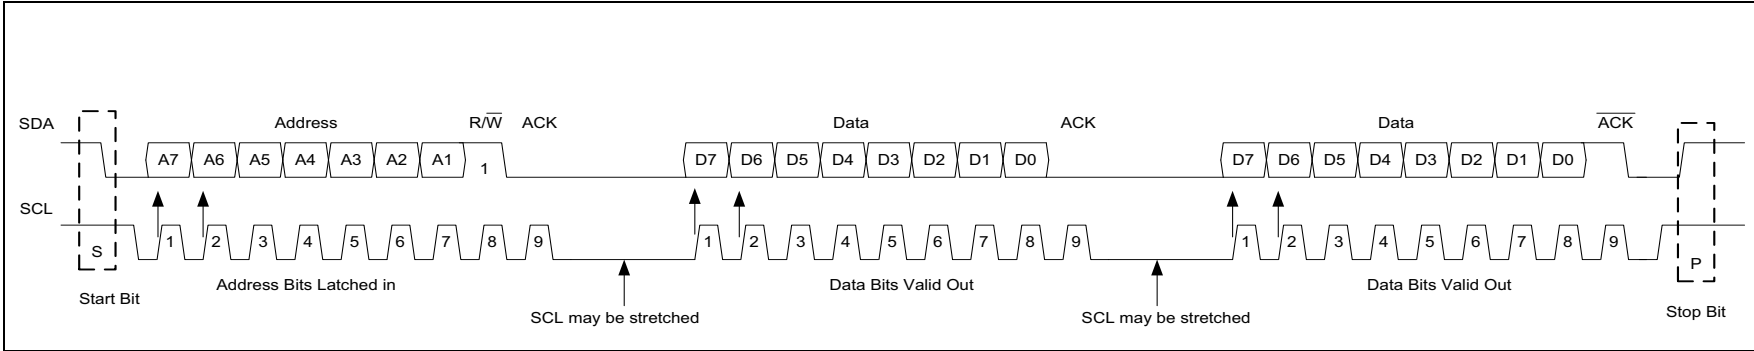 SDA
Address
R/W̅
ACK
Data
ACK
Data
A̅C̅K̅
A7 A6 A5 A4 A3 A2 A1 1
D7 D6 D5 D4 D3 D2 D1 D0
D7 D6 D5 D4 D3 D2 D1 D0
SCL
S
1 2 3 4 5 6 7 8 9
1 2 3 4 5 6 7 8 9
1 2 3 4 5 6 7 8 9
P
Start Bit
Address Bits Latched in
SCL may be stretched
Data Bits Valid Out
SCL may be stretched
Data Bits Valid Out
Stop Bit